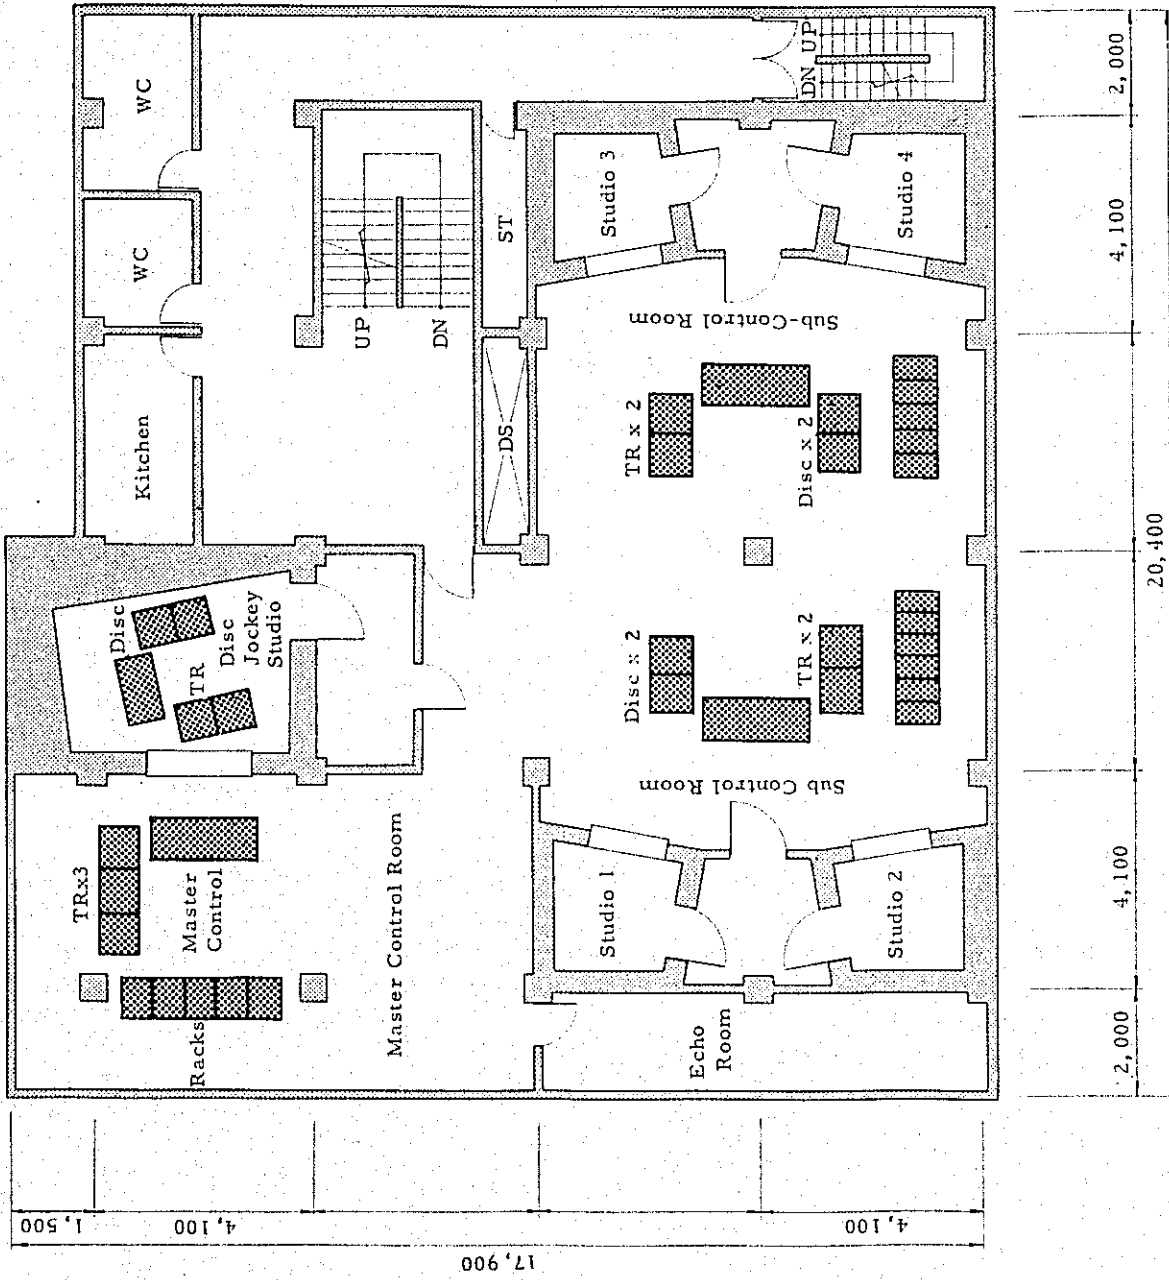 WC
WC
Kitchen
UP
DN
ST
DS
DN UP
Studio 3
Studio 4
Sub-Control Room
TR x 2
Disc x 2
Disc
TR
Disc
Jockey
Studio
Disc x 2
TR x 2
Sub Control Room
TRx3
Master
Control
Racks
Master Control Room
Studio 1
Studio 2
Echo
Room
2,000
4,100
20,400
4,100
2,000
1,500
4,100
4,100
17,900